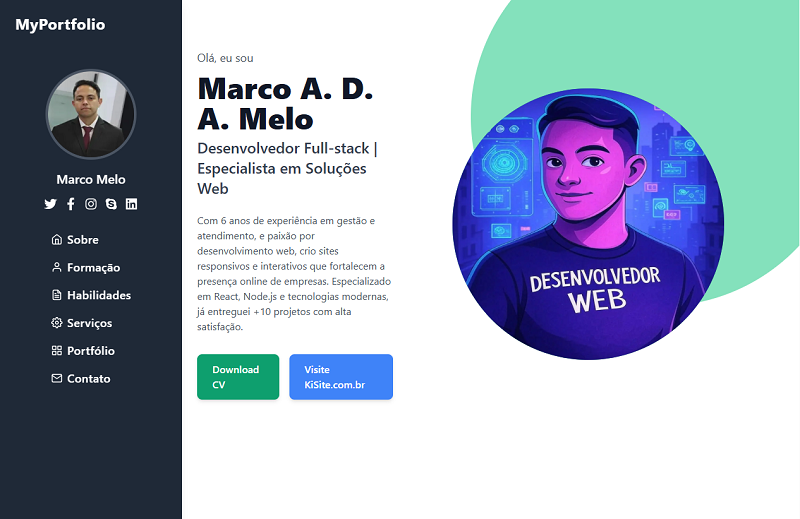 MyPortfolio
Marco Melo
Sobre
Formação
Habilidades
Serviços
Portfólio
Contato
Olá, eu sou
Marco A. D.
A. Melo
Desenvolvedor Full-stack |
Especialista em Soluções
Web
Com 6 anos de experiência em gestão e
atendimento, e paixão por
desenvolvimento web, crio sites
responsivos e interativos que fortalecem a
presença online de empresas. Especializado
em React, Node.js e tecnologias modernas,
já entreguei +10 projetos com alta
satisfação.
Download
CV
Visite
KiSite.com.br
DESENVOLVEDOR
WEB